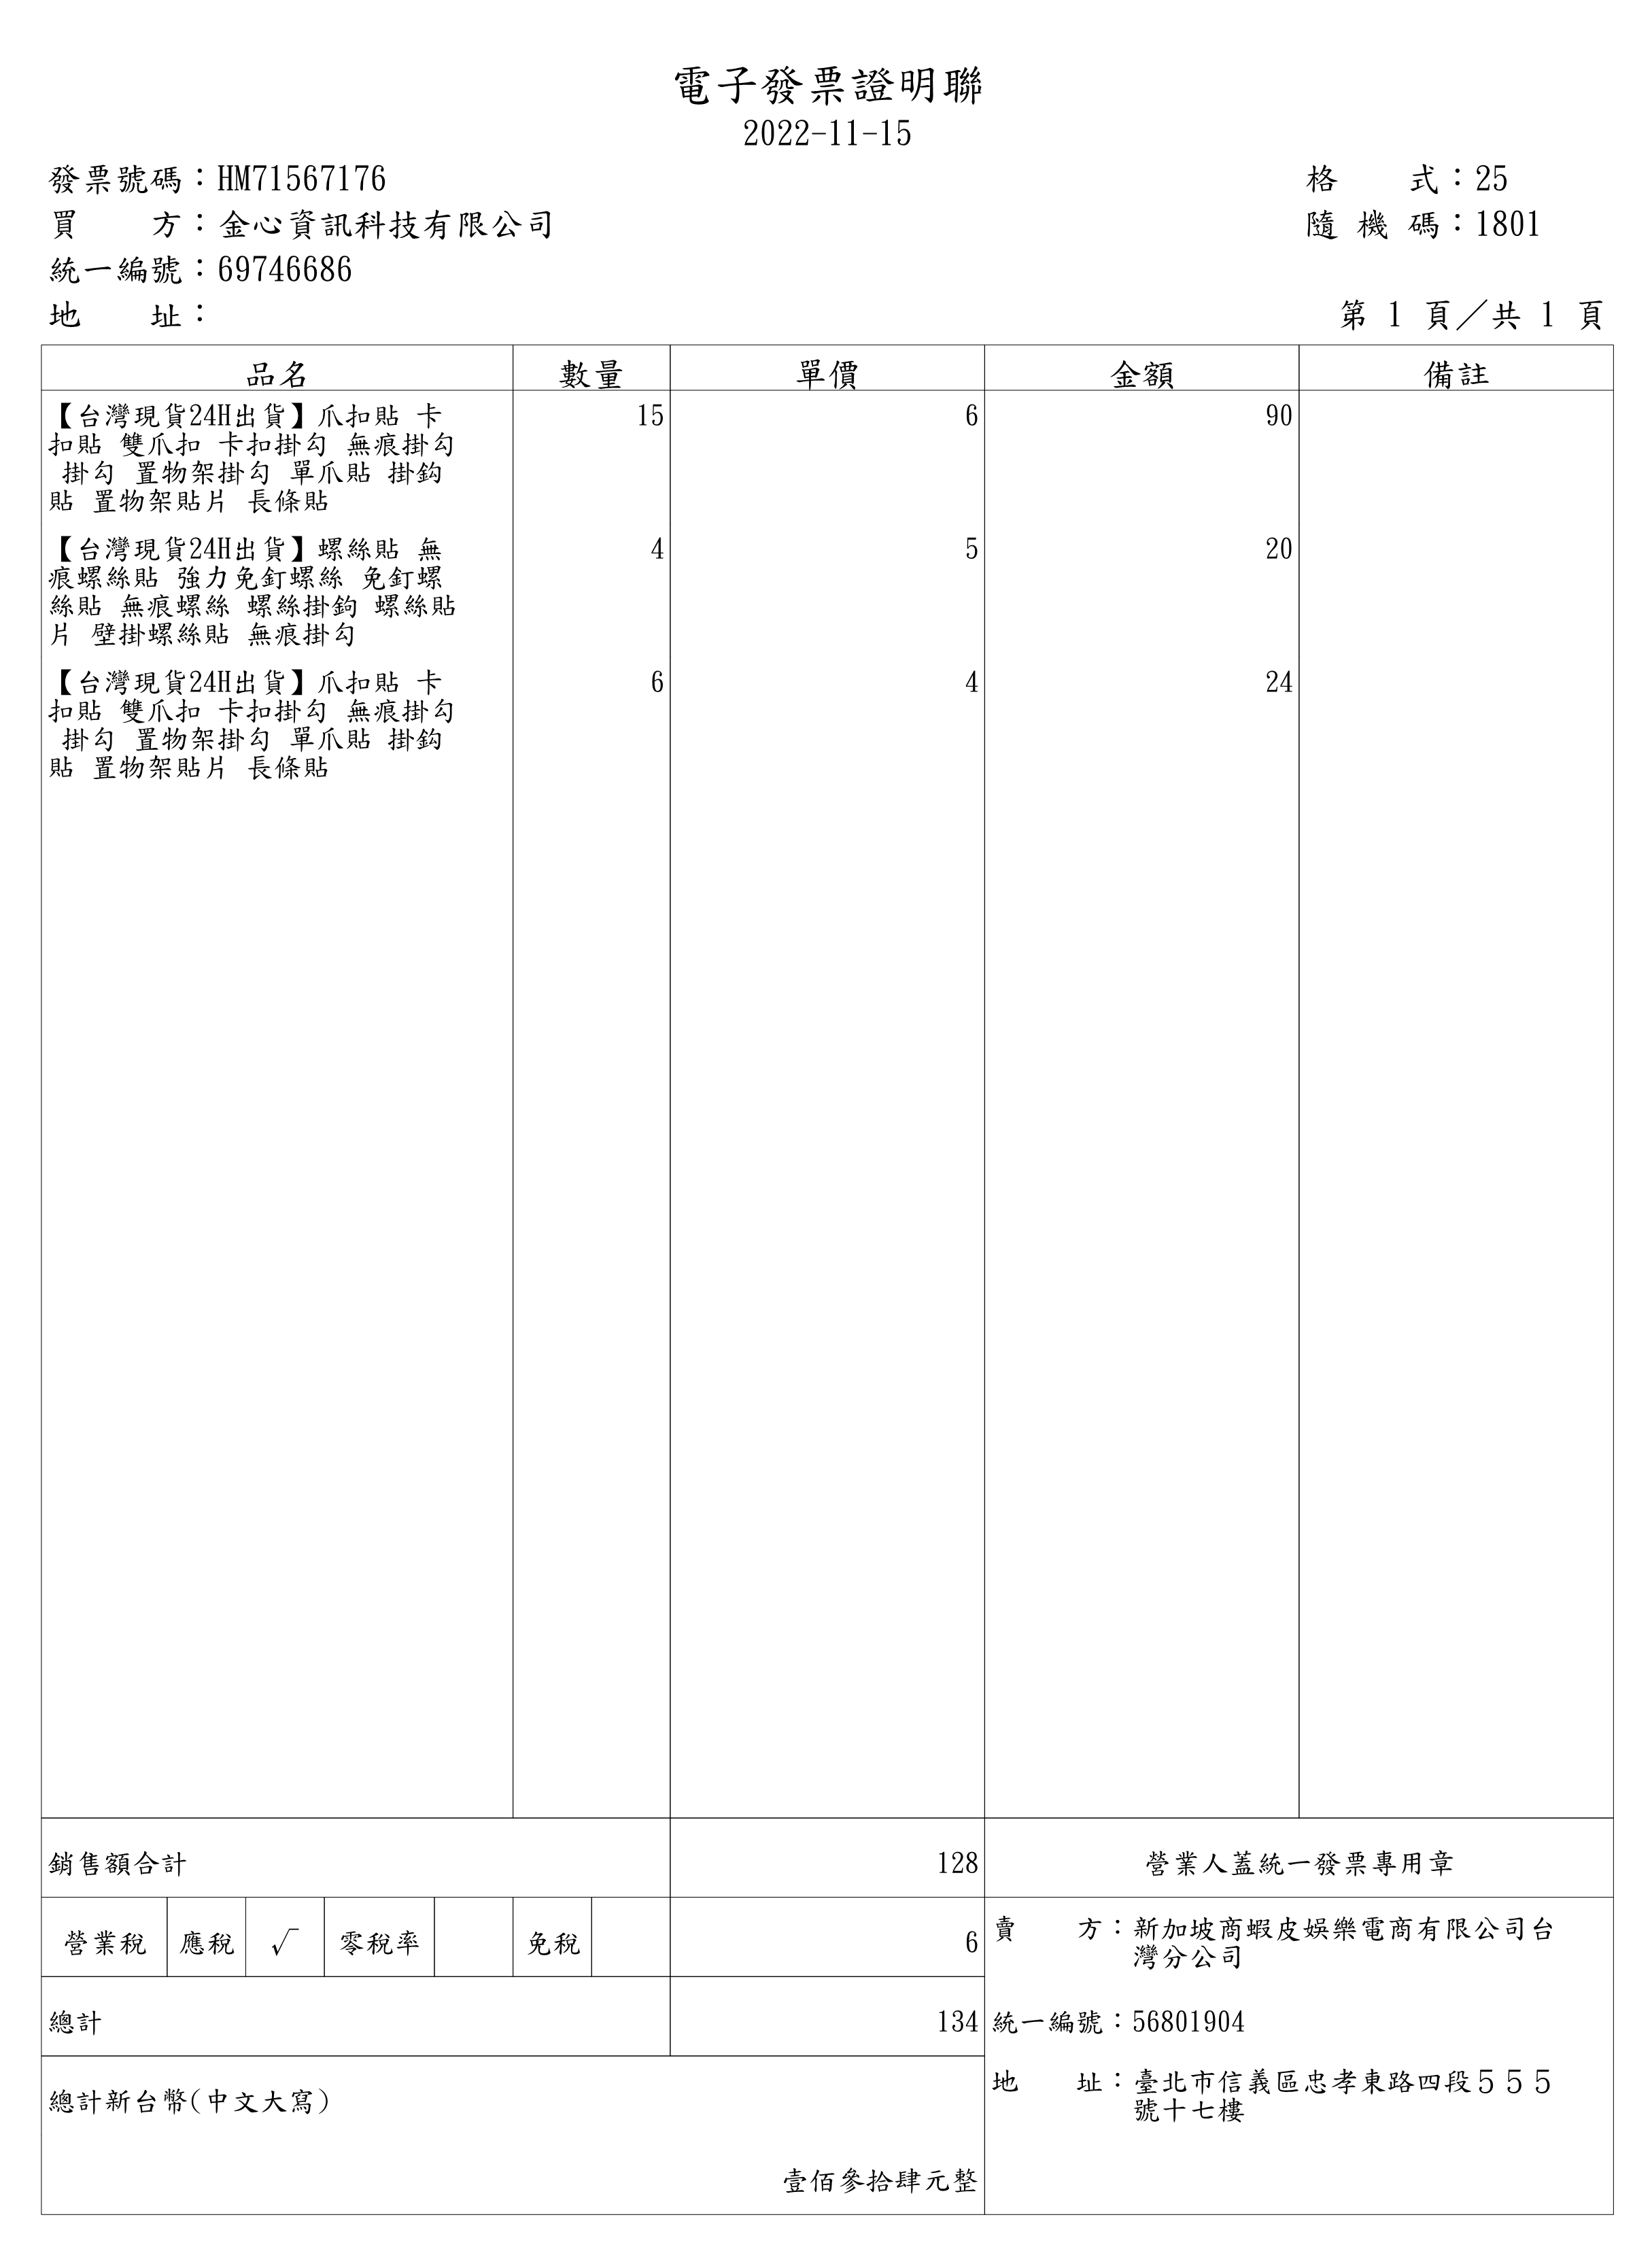 電子發票證明聯
2022-11-15
發票號碼：HM71567176 格　　式：25
買　　方：金心資訊科技有限公司 隨 機 碼：1801
統一編號：69746686
地　　址： 第 1 頁／共 1 頁
品名 數量 單價 金額 備註
【台灣現貨24H出貨】爪扣貼 卡 15 6 90
扣貼 雙爪扣 卡扣掛勾 無痕掛勾
掛勾 置物架掛勾 單爪貼 掛鈎
貼 置物架貼片 長條貼
【台灣現貨24H出貨】螺絲貼 無 4 5 20
痕螺絲貼 強力免釘螺絲 免釘螺
絲貼 無痕螺絲 螺絲掛鉤 螺絲貼
片 壁掛螺絲貼 無痕掛勾
【台灣現貨24H出貨】爪扣貼 卡 6 4 24
扣貼 雙爪扣 卡扣掛勾 無痕掛勾
掛勾 置物架掛勾 單爪貼 掛鈎
貼 置物架貼片 長條貼
銷售額合計 128 營業人蓋統一發票專用章
營業稅 應稅 √ 零稅率 免稅 6
賣　　方：新加坡商蝦皮娛樂電商有限公司台
灣分公司
總計 134 統一編號：56801904
地　　址：臺北市信義區忠孝東路四段５５５
號十七樓
總計新台幣(中文大寫)
壹佰參拾肆元整